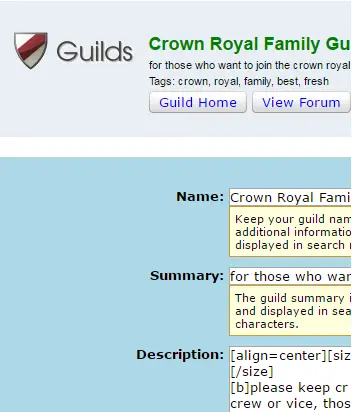 Guilds
Crown Royal Family Gu
for those who want to join the crown royal
Tags: crown, royal, family, best, fresh
Guild Home
View Forum
Name:
Crown Royal Fami
Keep your guild nam
additional informatio
displayed in search
Summary:
for those who wan
The guild summary i
and displayed in sea
characters.
Description:
[align=center][siz
[/size]
[b]please keep cr
crew or vice, thos